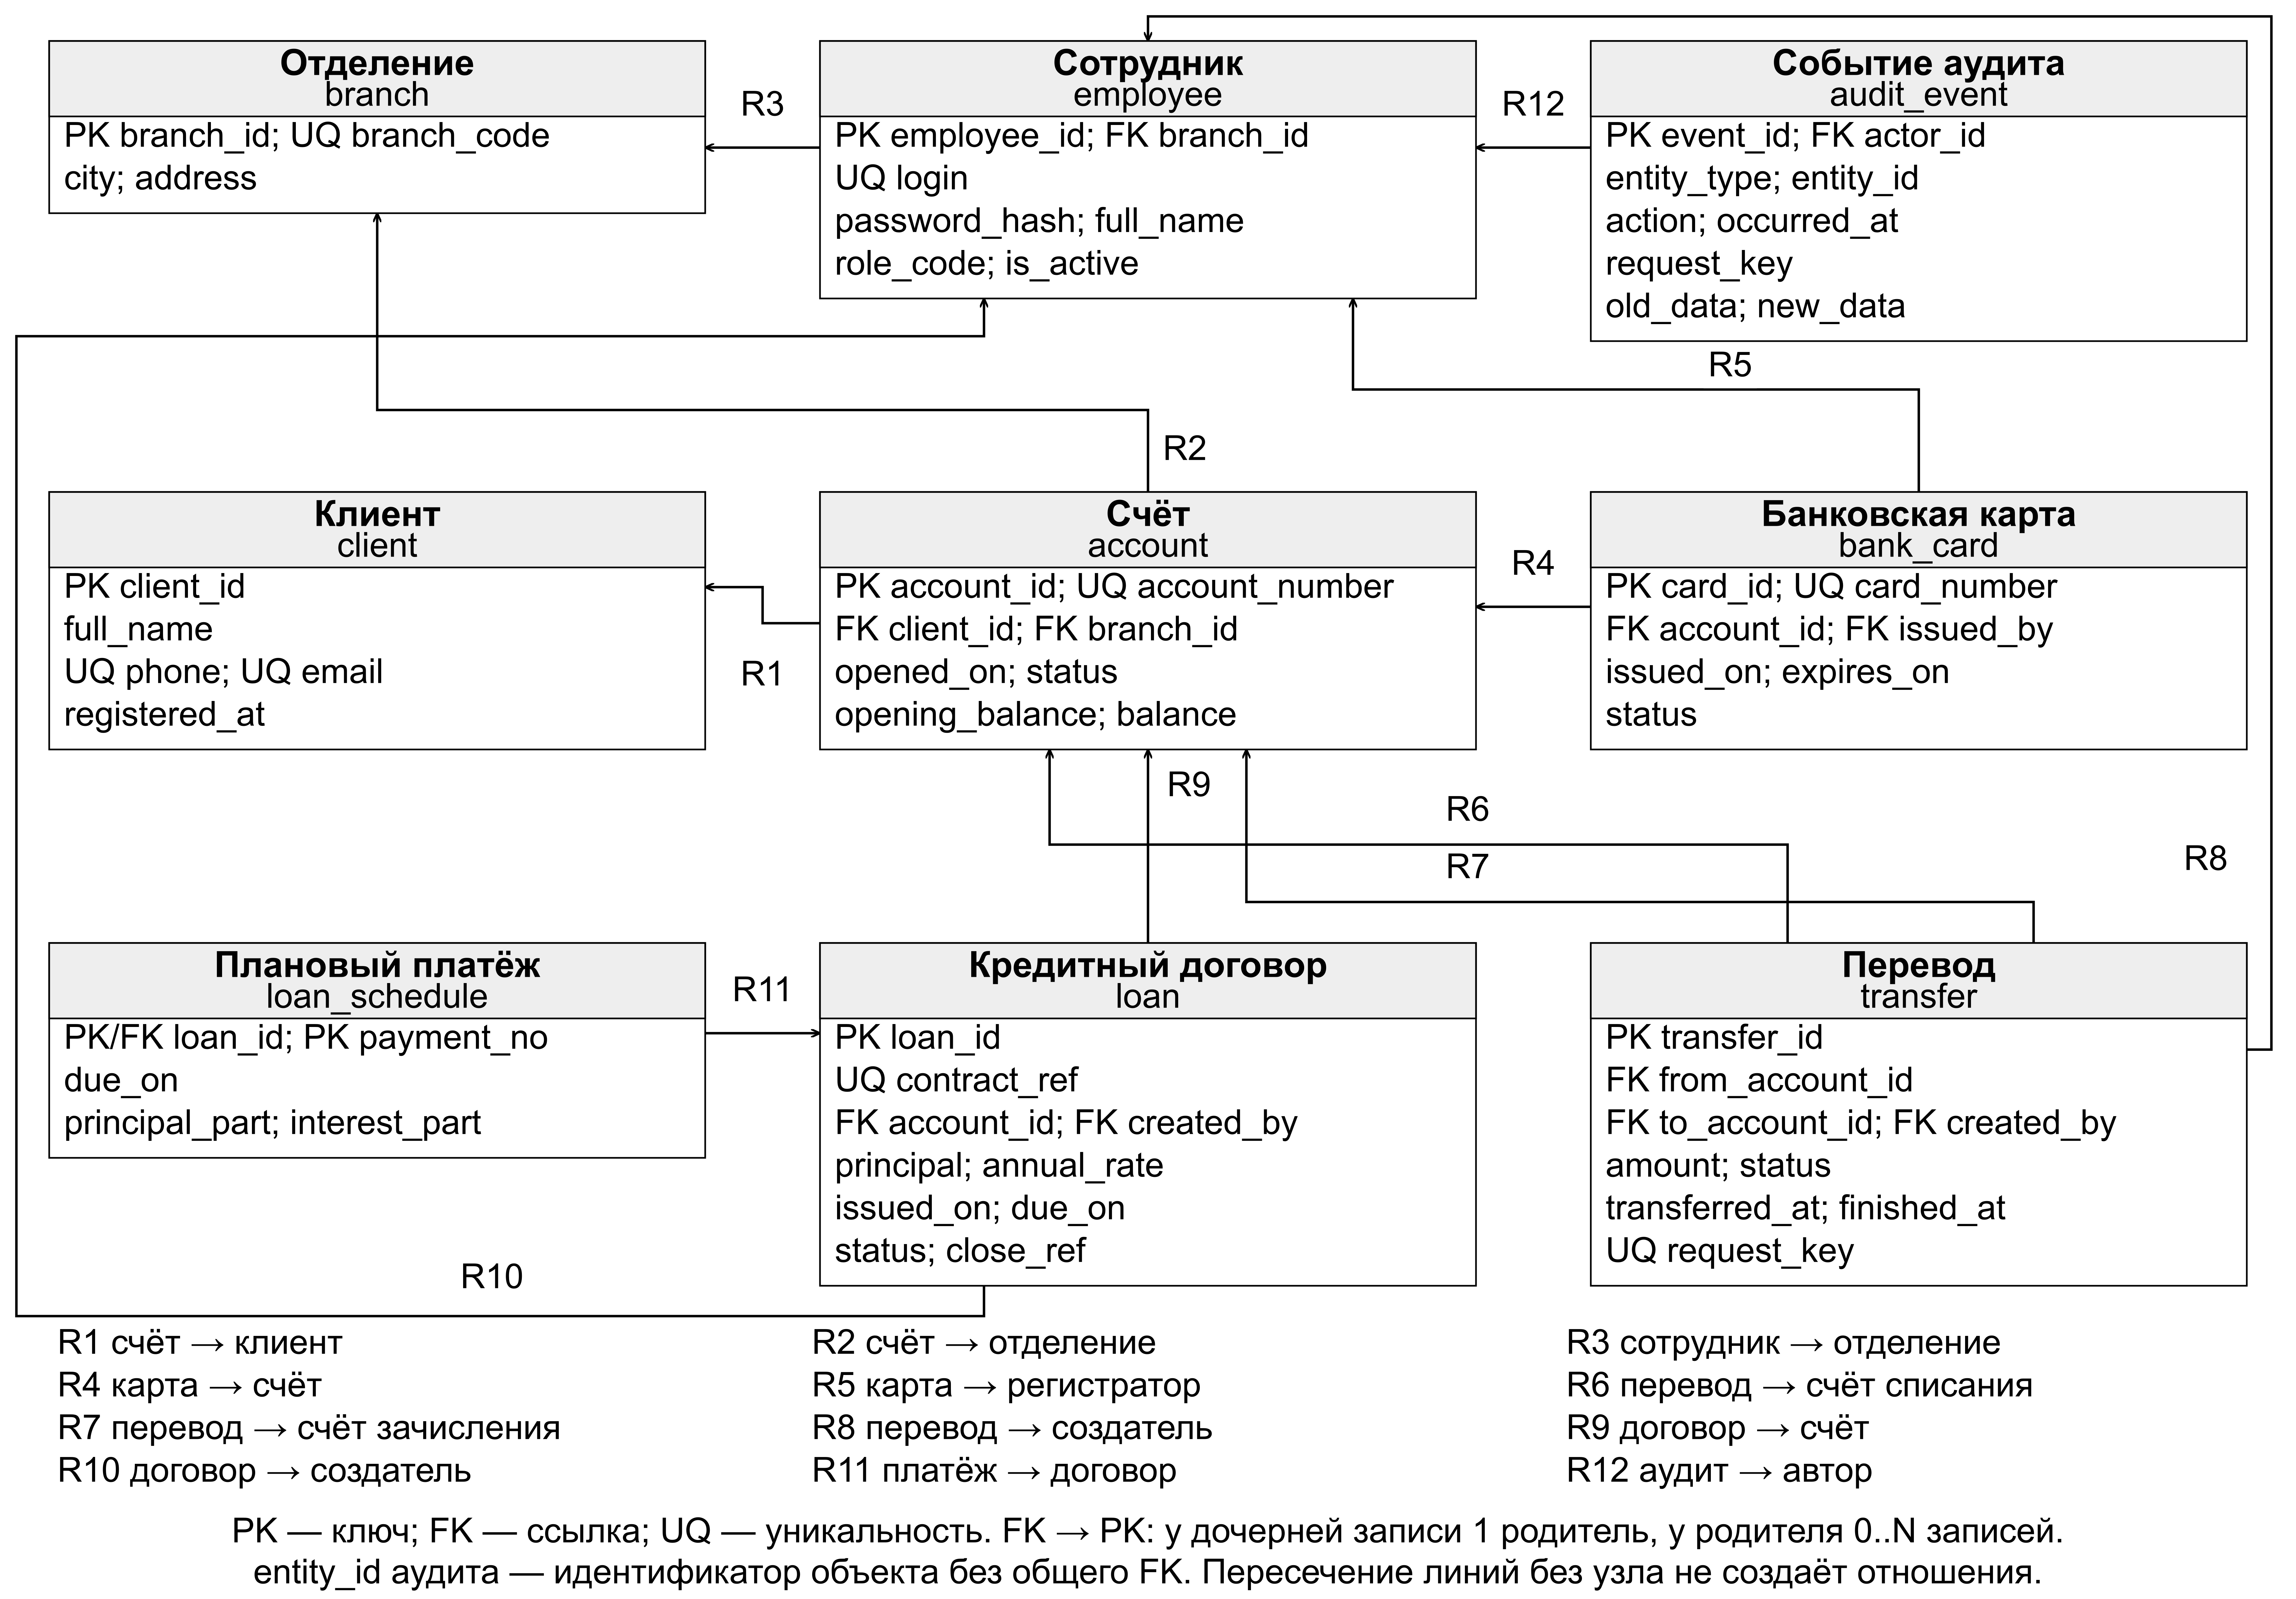 Отделение
branch
PK branch_id; UQ branch_code
city; address
R3
Сотрудник
employee
PK employee_id; FK branch_id
UQ login
password_hash; full_name
role_code; is_active
R12
Событие аудита
audit_event
PK event_id; FK actor_id
entity_type; entity_id
action; occurred_at
request_key
old_data; new_data
R5
R2
Клиент
client
PK client_id
full_name
UQ phone; UQ email
registered_at
R1
Счёт
account
PK account_id; UQ account_number
FK client_id; FK branch_id
opened_on; status
opening_balance; balance
R4
Банковская карта
bank_card
PK card_id; UQ card_number
FK account_id; FK issued_by
issued_on; expires_on
status
R9
R6
R7
R8
Плановый платёж
loan_schedule
PK/FK loan_id; PK payment_no
due_on
principal_part; interest_part
R11
Кредитный договор
loan
PK loan_id
UQ contract_ref
FK account_id; FK created_by
principal; annual_rate
issued_on; due_on
status; close_ref
Перевод
transfer
PK transfer_id
FK from_account_id
FK to_account_id; FK created_by
amount; status
transferred_at; finished_at
UQ request_key
R10
R1 счёт → клиент
R2 счёт → отделение
R3 сотрудник → отделение
R4 карта → счёт
R5 карта → регистратор
R6 перевод → счёт списания
R7 перевод → счёт зачисления
R8 перевод → создатель
R9 договор → счёт
R10 договор → создатель
R11 платёж → договор
R12 аудит → автор
PK — ключ; FK — ссылка; UQ — уникальность. FK → PK: у дочерней записи 1 родитель, у родителя 0..N записей.
entity_id аудита — идентификатор объекта без общего FK. Пересечение линий без узла не создаёт отношения.